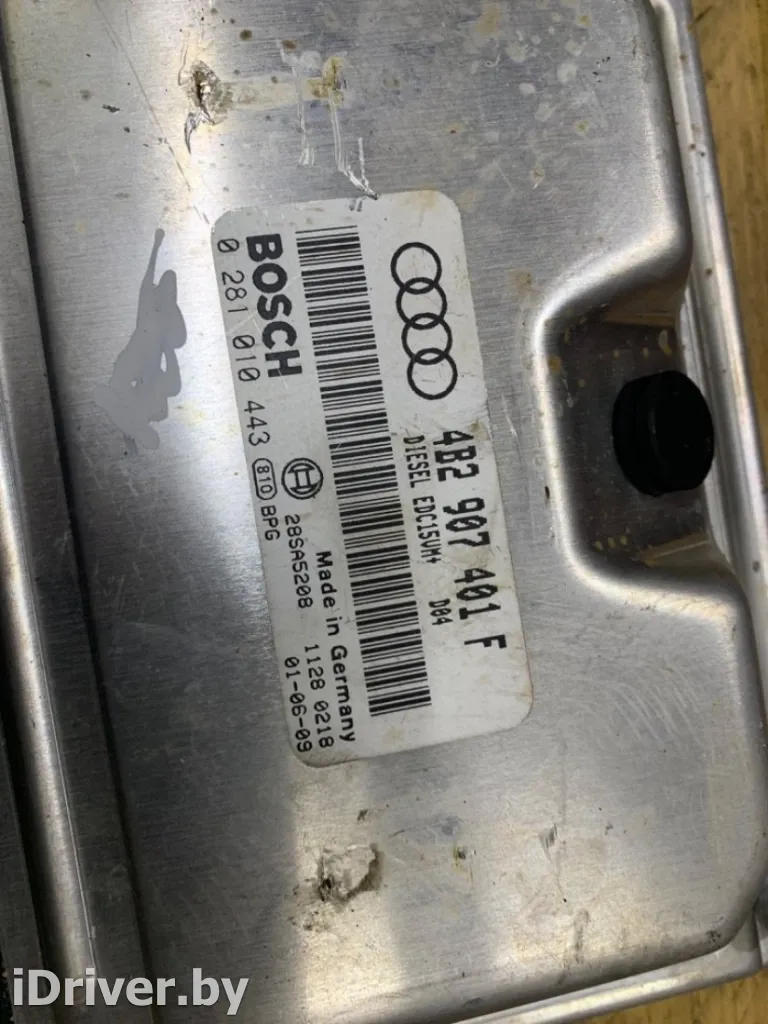 4B2 907 401 F
DIESEL EDC15VM+ D04
BOSCH
0 281 010 443 810 BPG
28SA5208
Made in Germany
1128 0218
01-06-09
iDriver.by